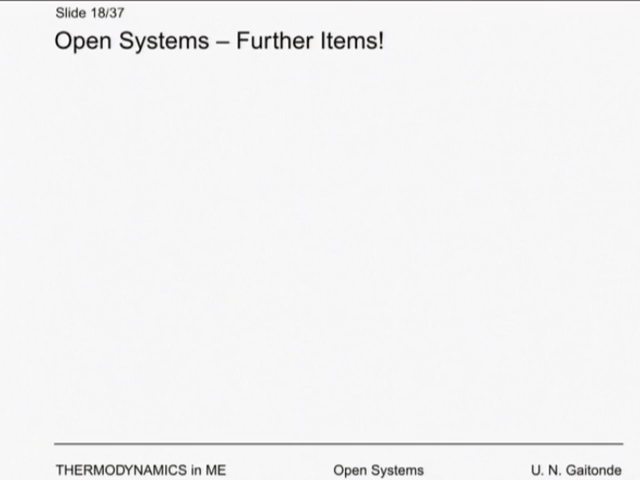 Slide 18/37
Open Systems – Further Items!
THERMODYNAMICS in ME Open Systems U. N. Gaitonde